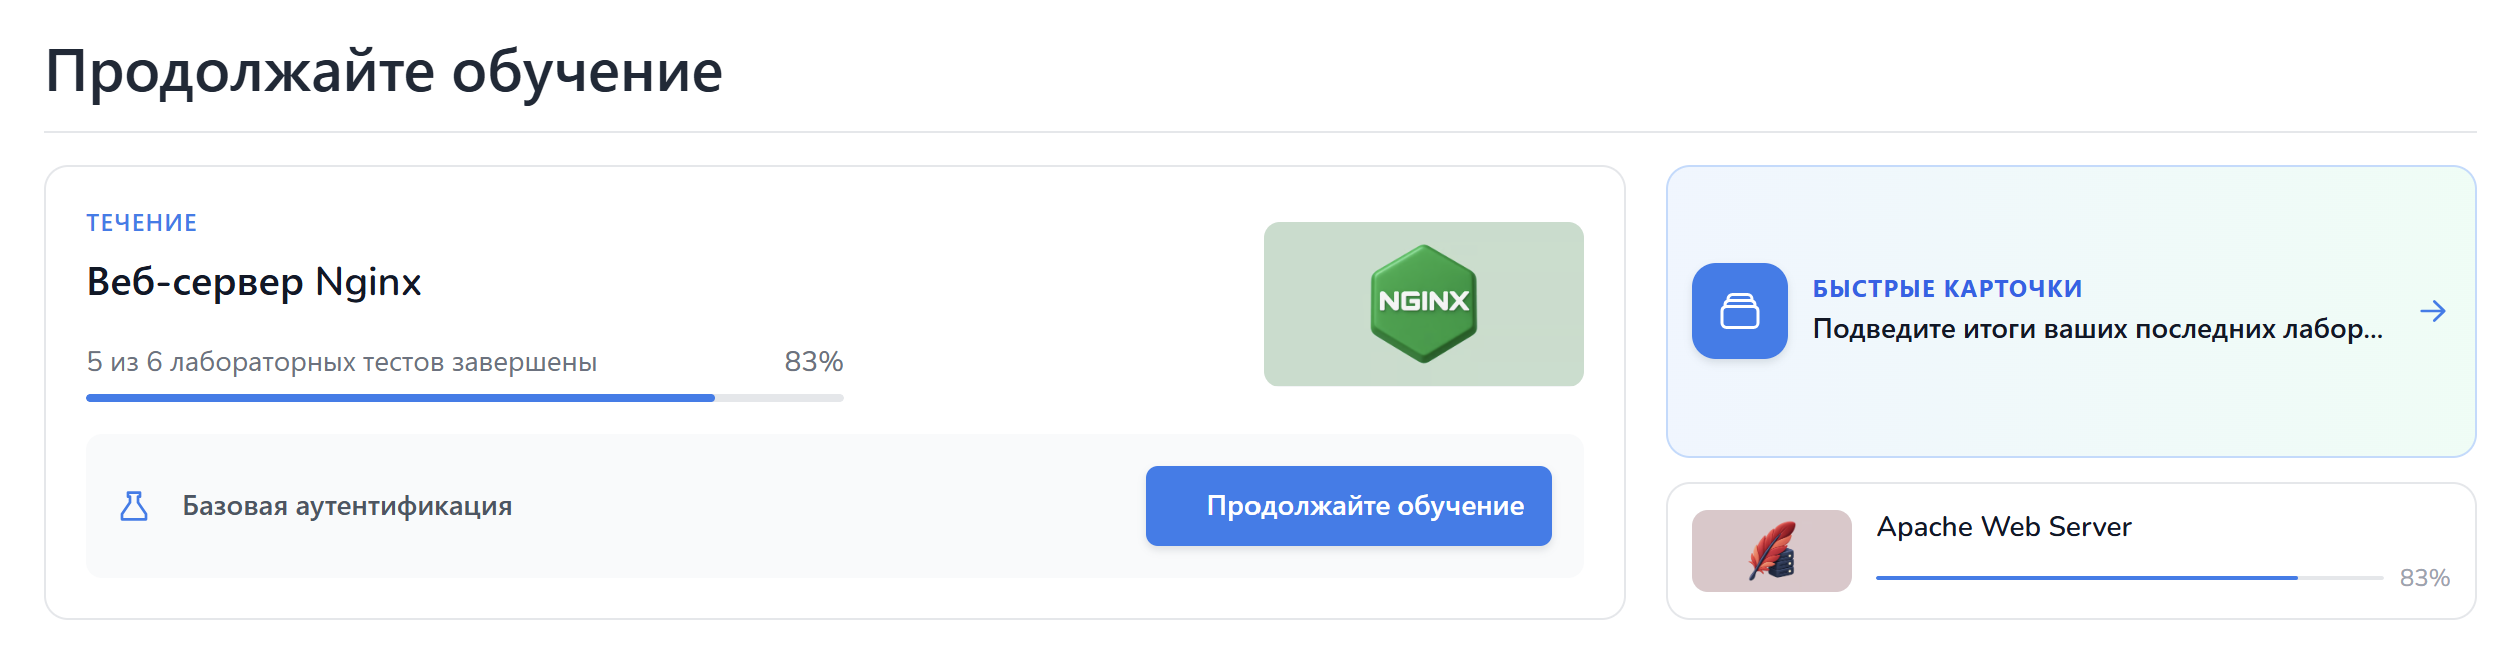 Продолжайте обучение
ТЕЧЕНИЕ
Веб-сервер Nginx
5 из 6 лабораторных тестов завершены
83%
NGINX
Базовая аутентификация
Продолжайте обучение
БЫСТРЫЕ КАРТОЧКИ
Подведите итоги ваших последних лабор...
Apache Web Server
83%